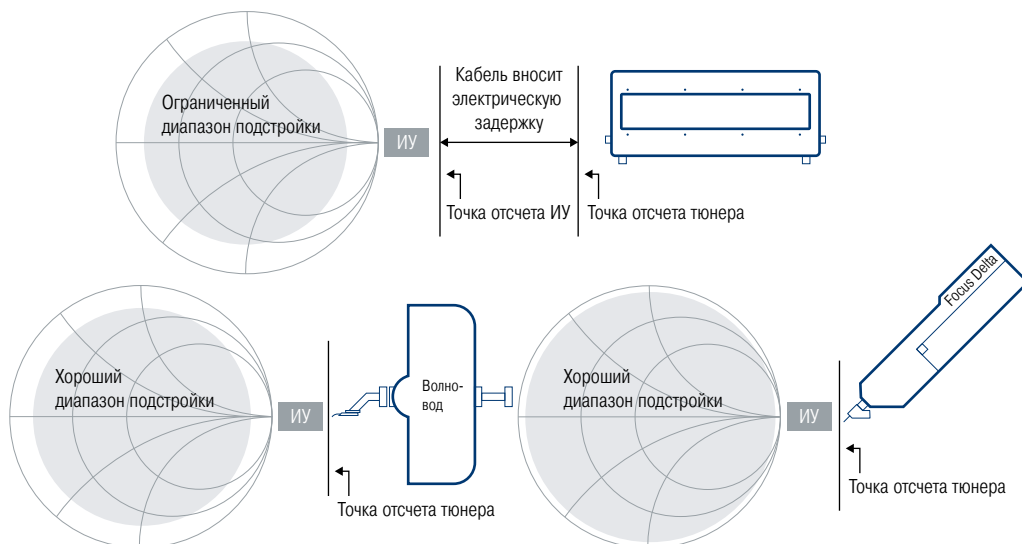 Ограниченный
диапазон подстройки
ИУ
Кабель вносит
электрическую
задержку
Точка отсчета ИУ
Точка отсчета тюнера
Хороший
диапазон подстройки
ИУ
Волно-
вод
Точка отсчета тюнера
Хороший
диапазон подстройки
ИУ
Focus Delta
Точка отсчета тюнера